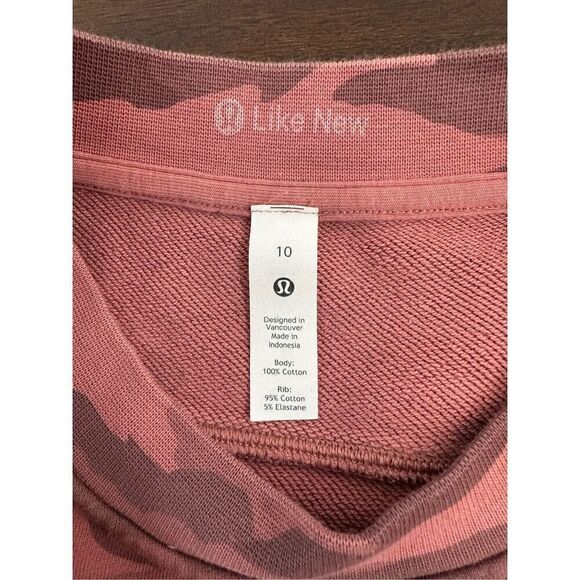 Like New
10
Designed in
Vancouver
Made in
Indonesia
Body:
100% Cotton
Rib:
95% Cotton
5% Elastane